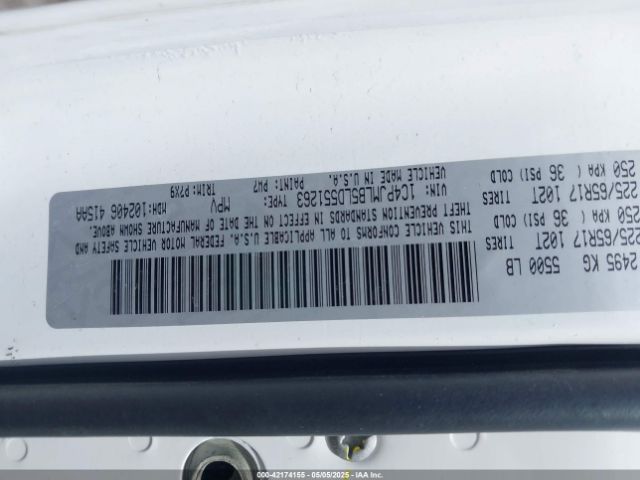 2495 KG 5500 LB
225/65R17 102T TIRES
250 KPA ( 36 PSI) COLD
225/65R17 102T TIRES
250 KPA ( 36 PSI) COLD
THIS VEHICLE CONFORMS TO ALL APPLICABLE U.S.A. FEDERAL MOTOR VEHICLE SAFETY AND
THEFT PREVENTION STANDARDS IN EFFECT ON THE DATE OF MANUFACTURE SHOWN ABOVE.
VIN: 1C4PJMLB5LD551263 TYPE: MPV MDH: 102406 415AA
VEHICLE MADE IN U.S.A. PAINT: PW7 TRIM: P7X9
000-42174155 - 05/05/2025 - IAAI.COM